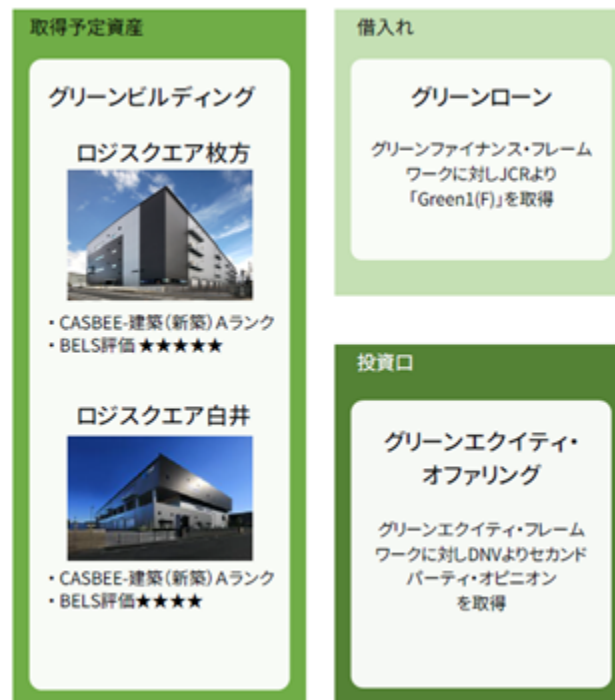 取得予定資産
グリーンビルディング
ロジスクエア枚方
・CASBEE-建築(新築)Aランク
・BELS評価★★★★★
ロジスクエア白井
・CASBEE-建築(新築)Aランク
・BELS評価★★★★
借入れ
グリーンローン
グリーンファイナンス・フレーム
ワークに対しJCRより
「Green1(F)」を取得
投資口
グリーンエクイティ・
オファリング
グリーンエクイティ・フレーム
ワークに対しDNVよりセカンド
パーティ・オピニオン
を取得